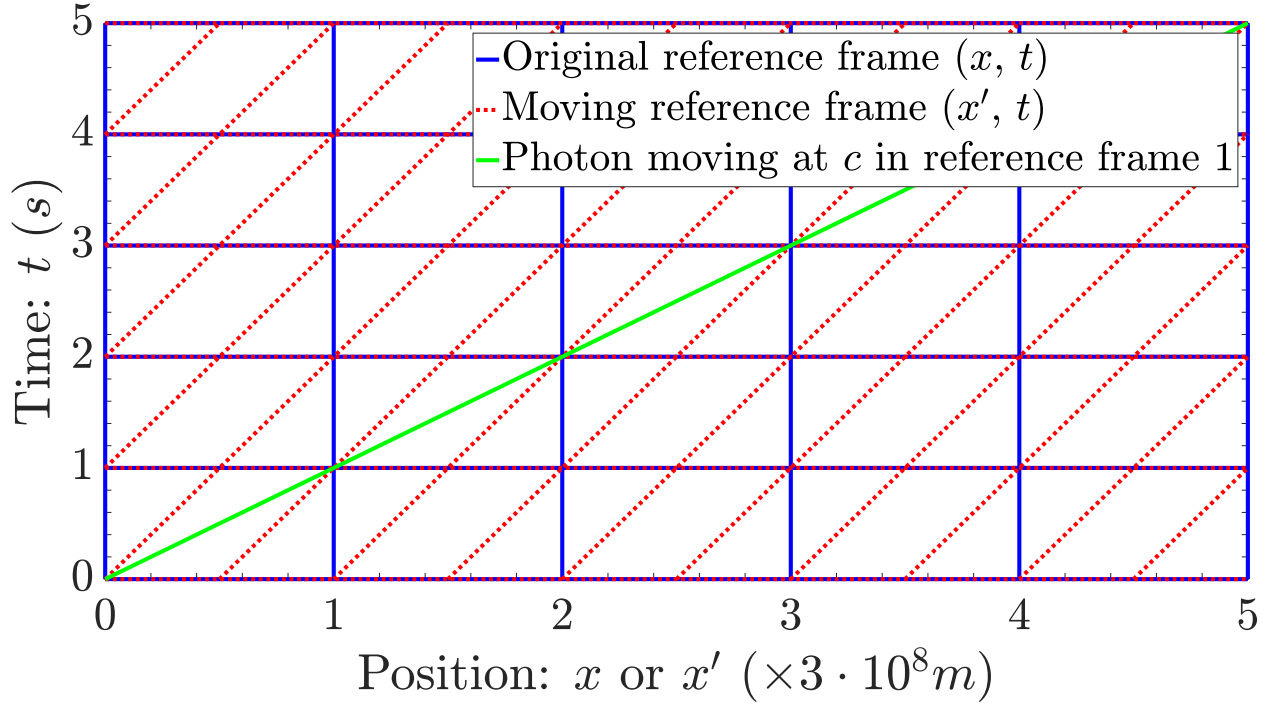 Original reference frame (x, t)
Moving reference frame (x′, t)
Photon moving at c in reference frame 1
Time: t (s)
5
4
3
2
1
0
0 1 2 3 4 5
Position: x or x′ (×3 · 10⁸m)